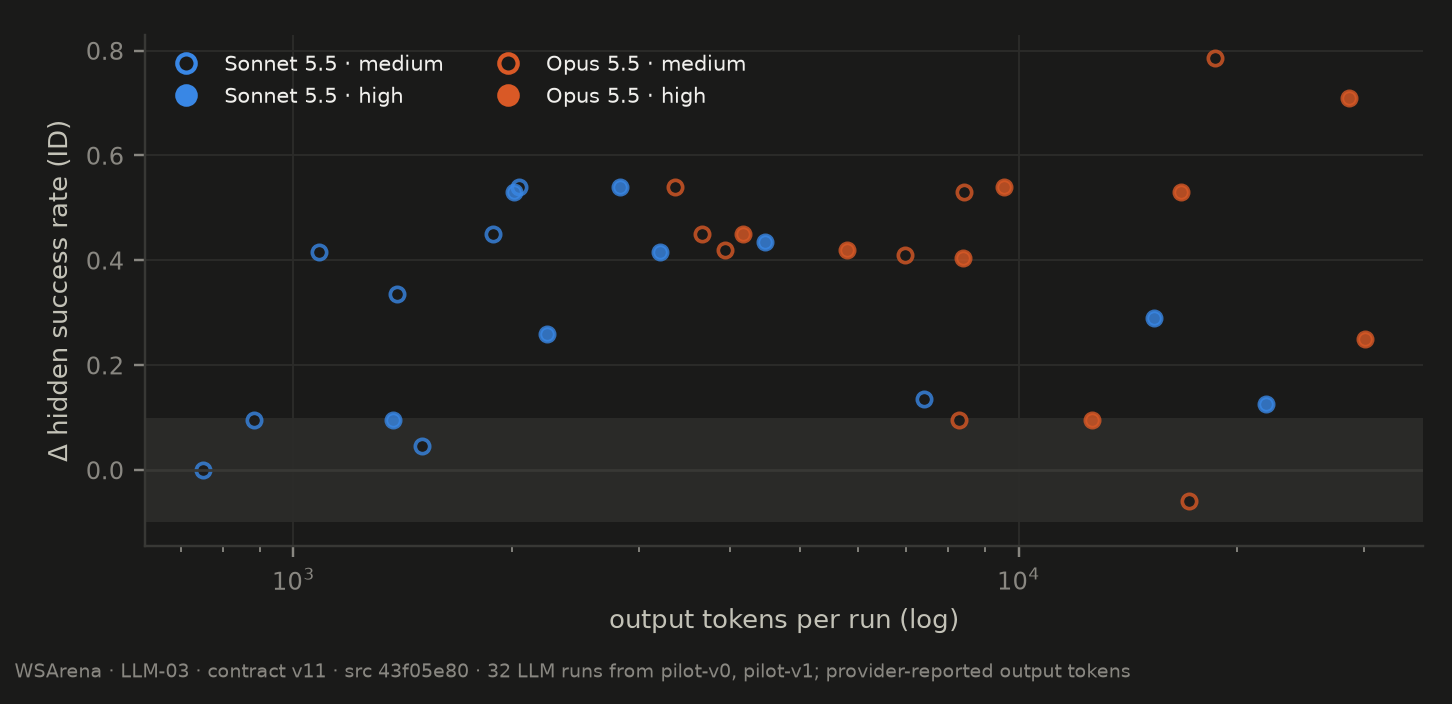 Sonnet 5.5 · medium
Opus 5.5 · medium
Sonnet 5.5 · high
Opus 5.5 · high
Δ hidden success rate (ID)
0.8
0.6
0.4
0.2
0.0
10³
10⁴
output tokens per run (log)
WSArena · LLM-03 · contract v11 · src 43f05e80 · 32 LLM runs from pilot-v0, pilot-v1; provider-reported output tokens